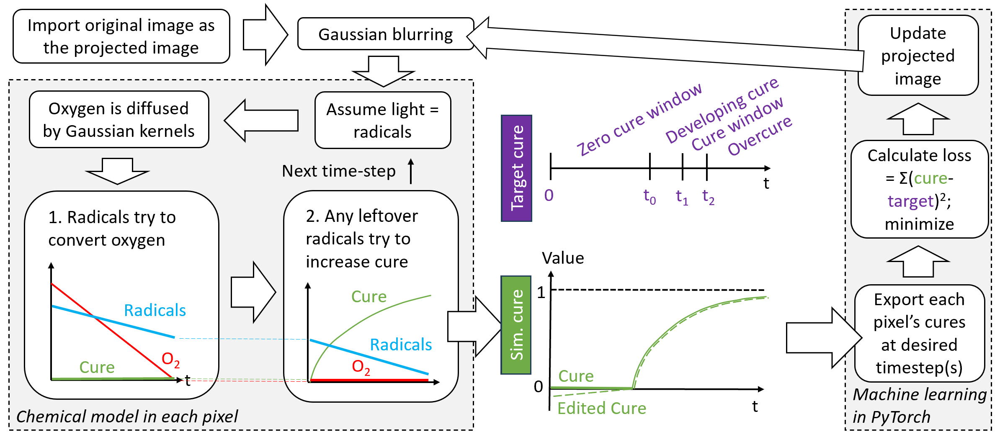 Import original image as
the projected image
Gaussian blurring
Update
projected
image
Oxygen is diffused
by Gaussian kernels
Assume light =
radicals
Next time-step
1. Radicals try to
convert oxygen
Radicals
O₂
Cure
t
2. Any leftover
radicals try to
increase cure
Cure
Radicals
O₂
Chemical model in each pixel
Target cure
Zero cure window
Developing cure
Cure window
Overcure
0
t₀
t₁
t₂
t
Sim. cure
Value
1
0
Cure
Edited Cure
t
Calculate loss
= Σ(cure-
target)²;
minimize
Export each
pixel’s cures
at desired
timestep(s)
Machine learning
in PyTorch